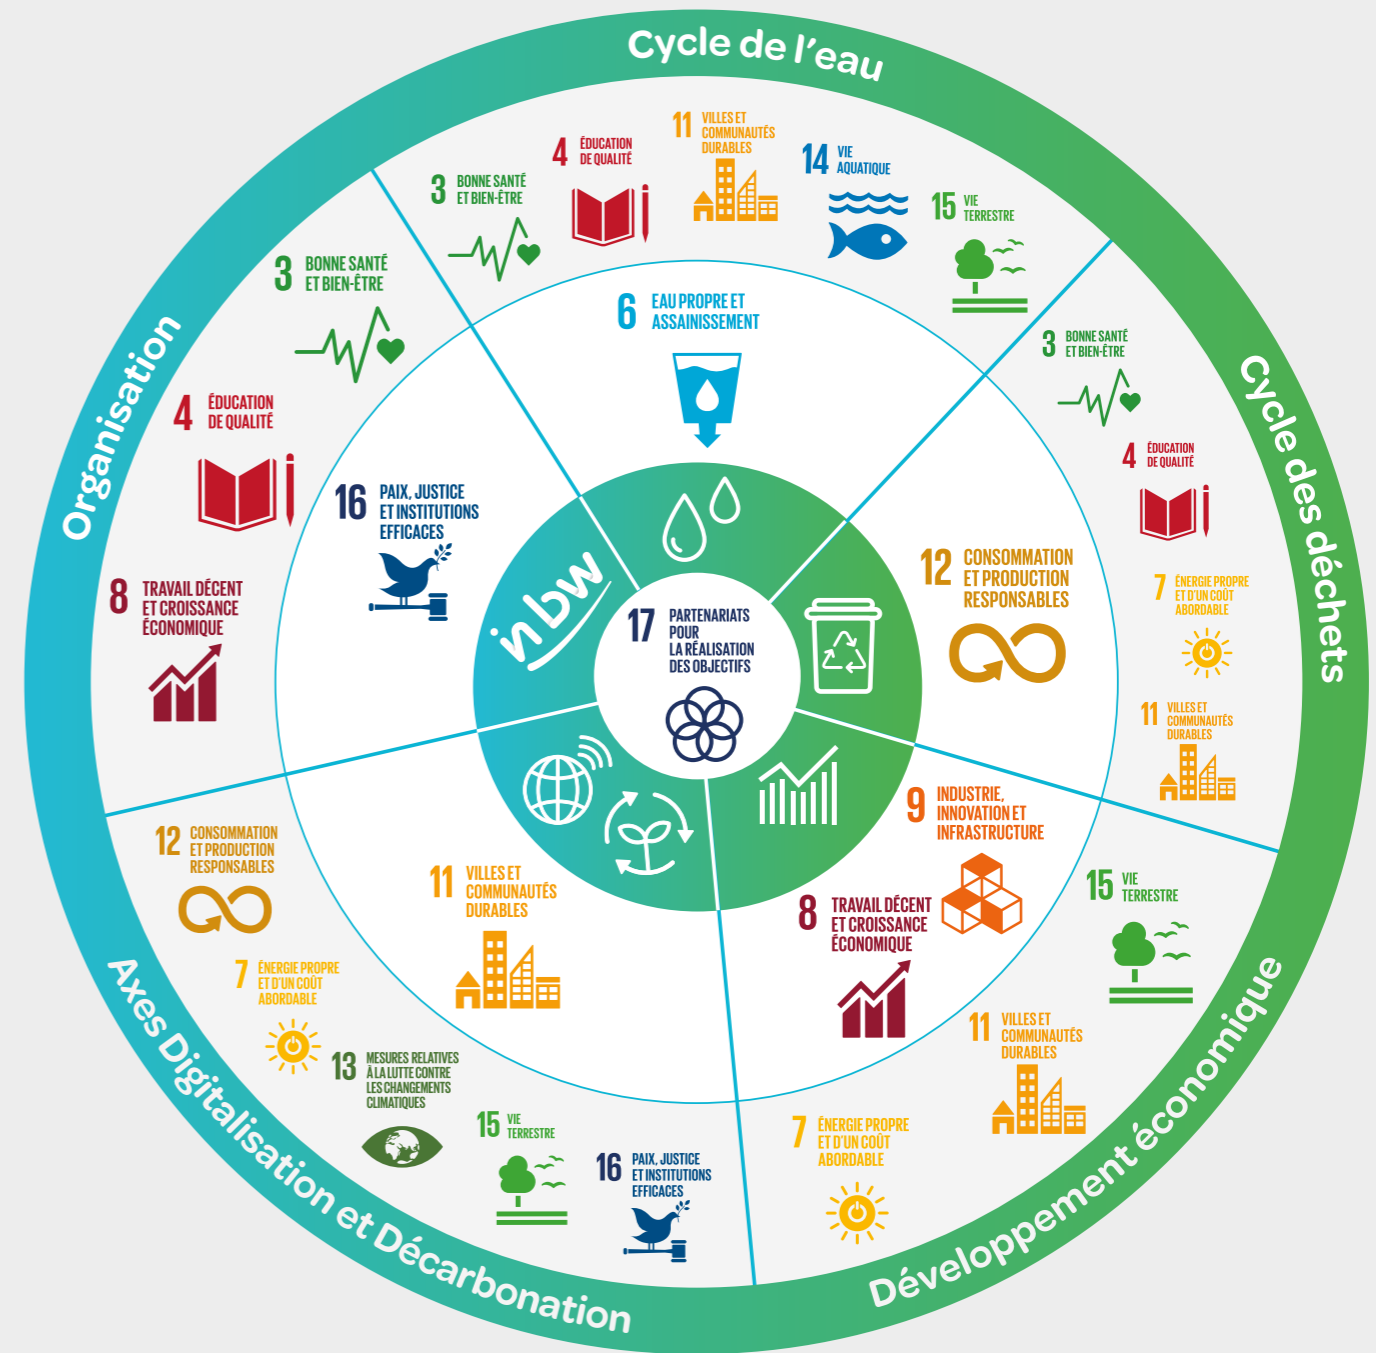 Cycle de l'eau
3 BONNE SANTÉ
ET BIEN-ÊTRE
4 ÉDUCATION
DE QUALITÉ
11 VILLES ET
COMMUNAUTÉS
DURABLES
14 VIE
AQUATIQUE
15 VIE
TERRESTRE
6 EAU PROPRE ET
ASSAINISSEMENT
Cycle des déchets
3 BONNE SANTÉ
ET BIEN-ÊTRE
4 ÉDUCATION
DE QUALITÉ
7 ÉNERGIE PROPRE
ET D'UN COÛT
ABORDABLE
11 VILLES ET
COMMUNAUTÉS
DURABLES
12 CONSOMMATION
ET PRODUCTION
RESPONSABLES
Développement économique
9 INDUSTRIE,
INNOVATION ET
INFRASTRUCTURE
8 TRAVAIL DÉCENT
ET CROISSANCE
ÉCONOMIQUE
15 VIE
TERRESTRE
11 VILLES ET
COMMUNAUTÉS
DURABLES
7 ÉNERGIE PROPRE
ET D'UN COÛT
ABORDABLE
Axes Digitalisation et Décarbonation
11 VILLES ET
COMMUNAUTÉS
DURABLES
12 CONSOMMATION
ET PRODUCTION
RESPONSABLES
7 ÉNERGIE PROPRE
ET D'UN COÛT
ABORDABLE
13 MESURES RELATIVES
À LA LUTTE CONTRE
LES CHANGEMENTS
CLIMATIQUES
15 VIE
TERRESTRE
16 PAIX, JUSTICE
ET INSTITUTIONS
EFFICACES
Organisation
3 BONNE SANTÉ
ET BIEN-ÊTRE
4 ÉDUCATION
DE QUALITÉ
8 TRAVAIL DÉCENT
ET CROISSANCE
ÉCONOMIQUE
16 PAIX, JUSTICE
ET INSTITUTIONS
EFFICACES
in bw
17 PARTENARIATS
POUR
LA RÉALISATION
DES OBJECTIFS